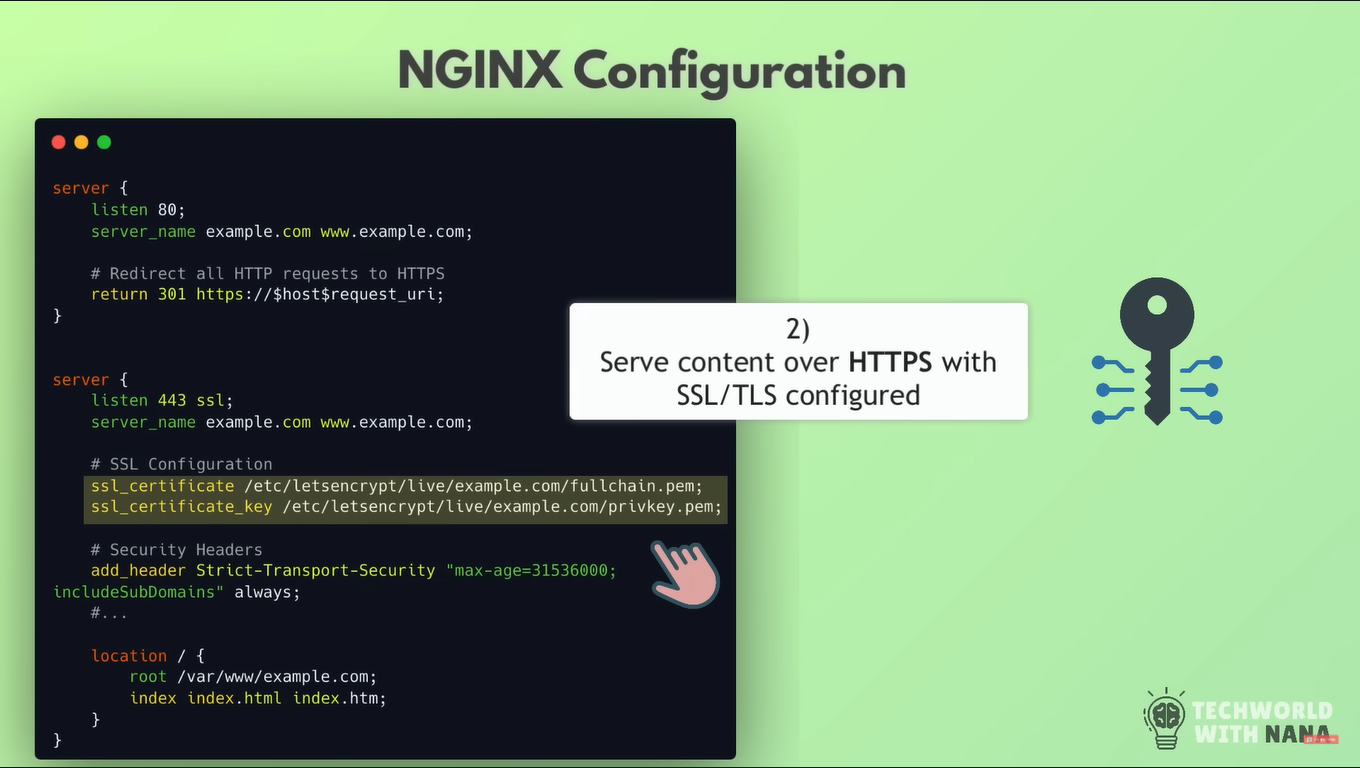 NGINX Configuration
server {
    listen 80;
    server_name example.com www.example.com;

    # Redirect all HTTP requests to HTTPS
    return 301 https://$host$request_uri;
}

server {
    listen 443 ssl;
    server_name example.com www.example.com;

    # SSL Configuration
    ssl_certificate /etc/letsencrypt/live/example.com/fullchain.pem;
    ssl_certificate_key /etc/letsencrypt/live/example.com/privkey.pem;

    # Security Headers
    add_header Strict-Transport-Security "max-age=31536000;
includeSubDomains" always;
    #...

    location / {
        root /var/www/example.com;
        index index.html index.htm;
    }
}
2)
Serve content over HTTPS with
SSL/TLS configured
TECHWORLD
WITH NANA